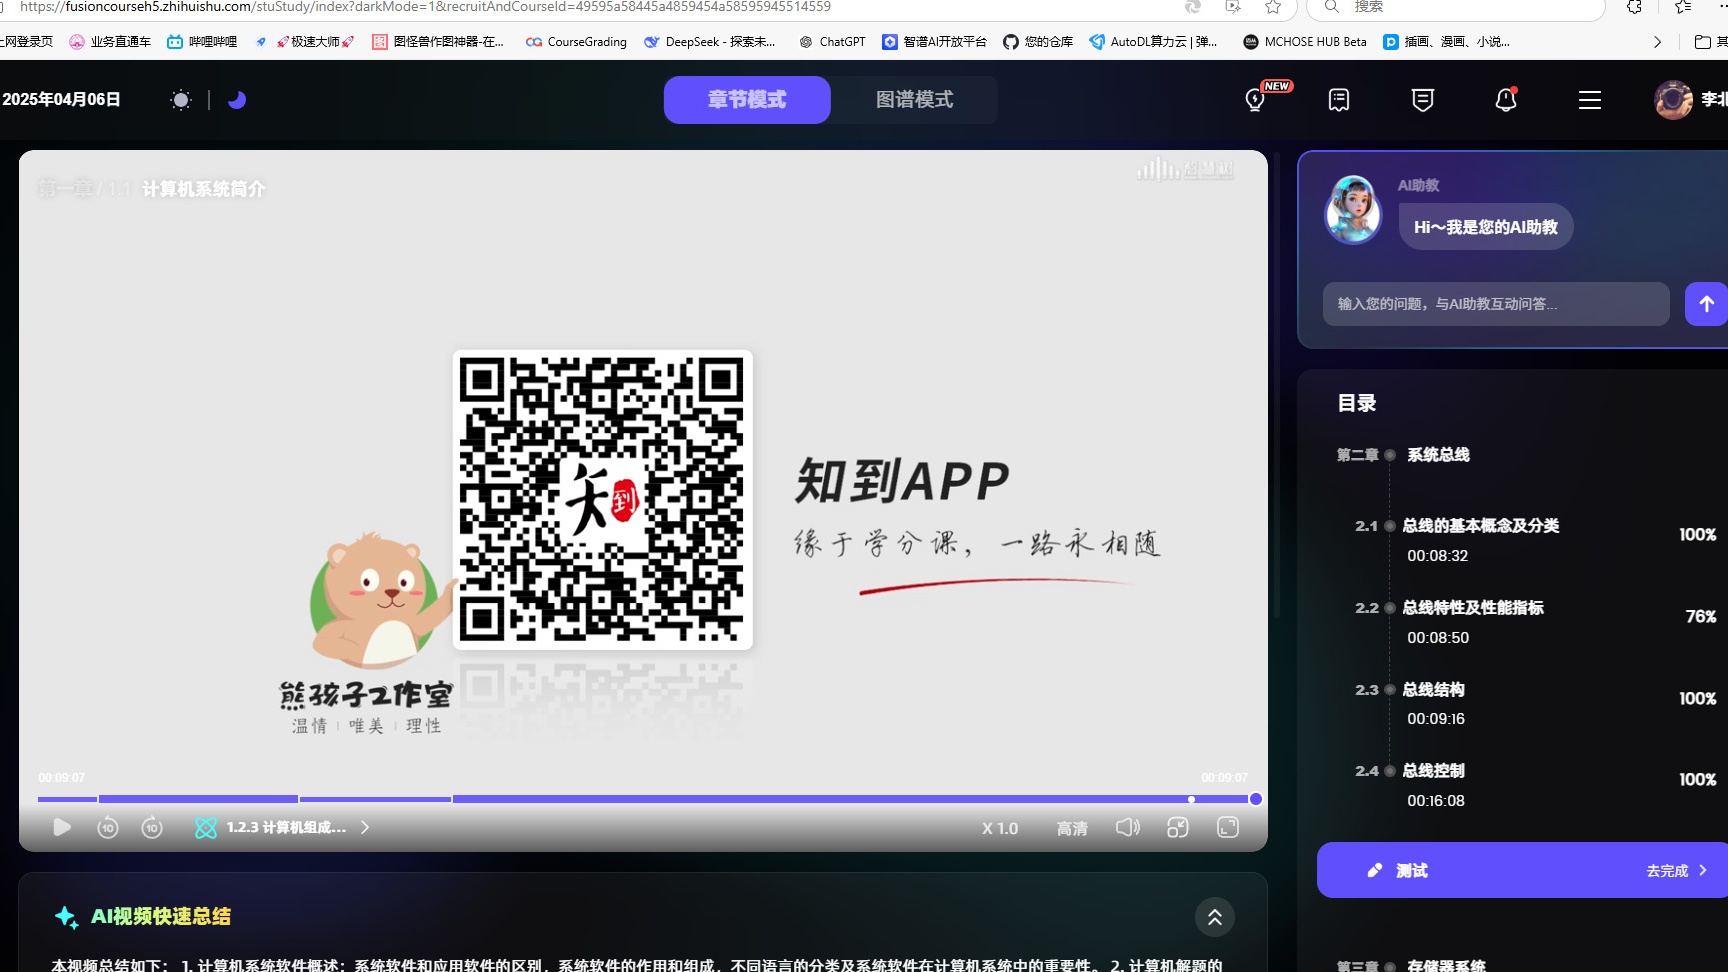 https://fusioncourseh5.zhihuishu.com/stuStudy/index?darkMode=1&recruitAndCourseId=49595a58445a4859454a58595945514559
搜索
上网登录页 业务直通车 哔哩哔哩 🚀极速大师🚀 图怪兽作图神器-在... CourseGrading DeepSeek - 探索未... ChatGPT 智谱AI开放平台 您的仓库 AutoDL算力云 | 弹... MCHOSE HUB Beta 插画、漫画、小说...
2025年04月06日
章节模式
图谱模式
NEW
第一章 / 1.1 计算机系统简介
智慧树
知到
知到APP
缘于学分课，一路永相随
熊孩子工作室
温情 | 唯美 | 理性
00:09:07
00:09:07
10
10
1.2.3 计算机组成...
X 1.0
高清
AI视频快速总结
本视频总结如下： 1. 计算机系统软件概述：系统软件和应用软件的区别，系统软件的作用和组成，不同语言的分类及系统软件在计算机系统中的重要性。 2. 计算机解题的
AI助教
Hi～我是您的AI助教
输入您的问题，与AI助教互动问答...
目录
第二章 系统总线
2.1 总线的基本概念及分类
00:08:32
100%
2.2 总线特性及性能指标
00:08:50
76%
2.3 总线结构
00:09:16
100%
2.4 总线控制
00:16:08
100%
测试
去完成
第三章 存储器系统